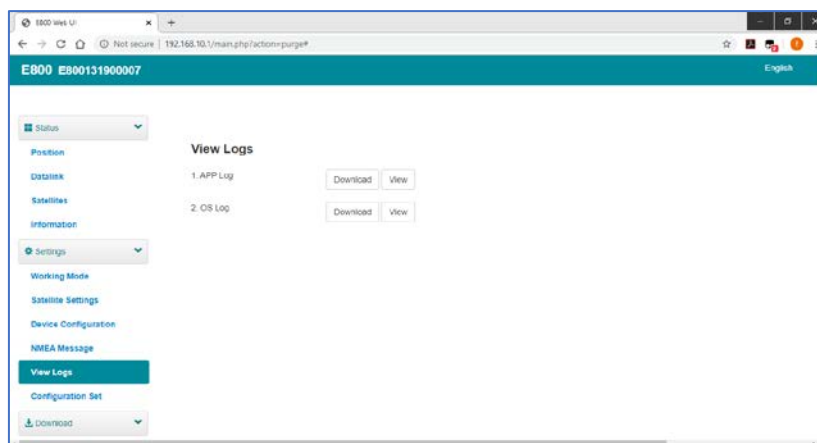 E800 Web UI
Not secure | 192.168.10.1/main.php?action=purge#
E800 E800131900007
English
Status
Position
Datalink
Satellites
Information
Settings
Working Mode
Satellite Settings
Device Configuration
NMEA Message
View Logs
Configuration Set
Download
View Logs
1. APP Log
Download
View
2. OS Log
Download
View